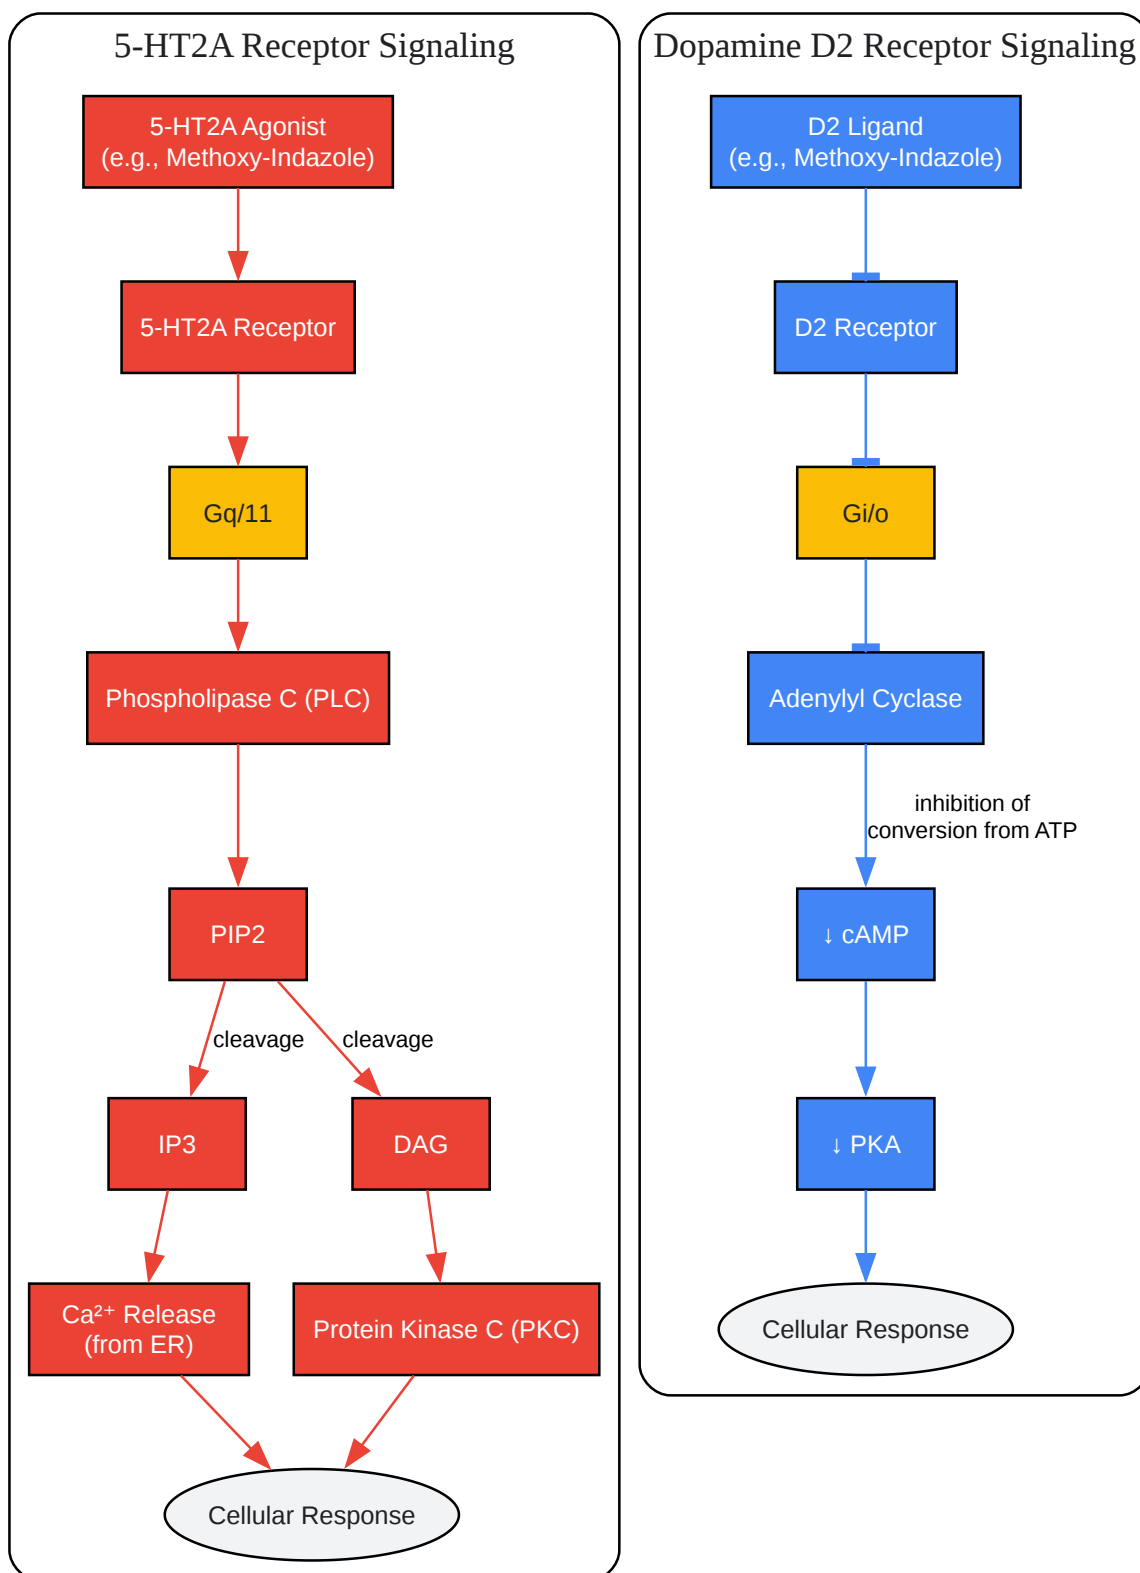 5-HT2A Receptor Signaling
5-HT2A Agonist
(e.g., Methoxy-Indazole)
5-HT2A Receptor
Gq/11
Phospholipase C (PLC)
PIP2
cleavage
cleavage
IP3
DAG
Ca²⁺ Release
(from ER)
Protein Kinase C (PKC)
Cellular Response
Dopamine D2 Receptor Signaling
D2 Ligand
(e.g., Methoxy-Indazole)
D2 Receptor
Gi/o
Adenylyl Cyclase
inhibition of
conversion from ATP
↓ cAMP
↓ PKA
Cellular Response